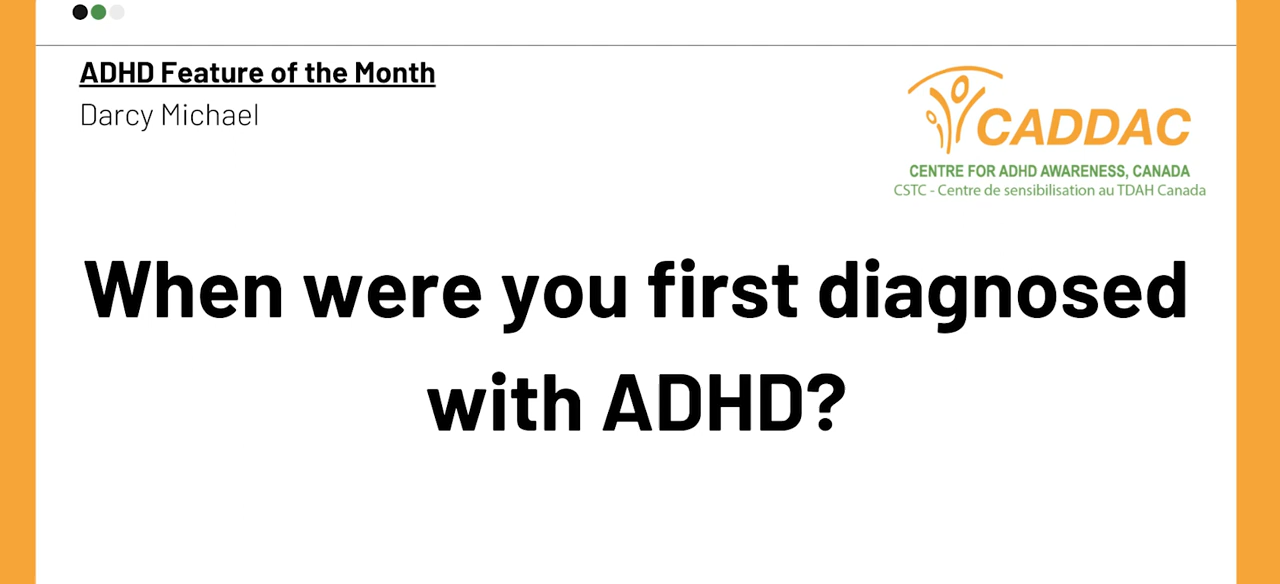 ADHD Feature of the Month
Darcy Michael
CADDAC
CENTRE FOR ADHD AWARENESS, CANADA
CSTC - Centre de sensibilisation au TDAH Canada
When were you first diagnosed
with ADHD?